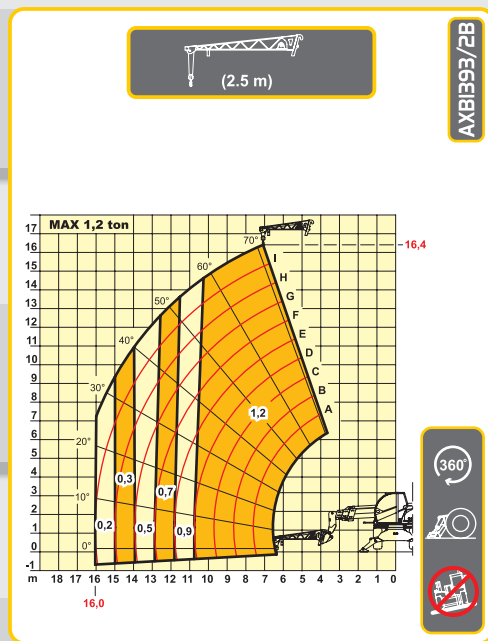 (2.5 m)
AXB1393/2B
MAX 1,2 ton
17
16
15
14
13
12
11
10
9
8
7
6
5
4
3
2
1
0
-1
70°
60°
50°
40°
30°
20°
10°
0°
16,4
I
H
G
F
E
D
C
B
A
1,2
0,3
0,7
0,2
0,5
0,9
m 18 17 16 15 14 13 12 11 10 9 8 7 6 5 4 3 2 1 0
16,0
360°